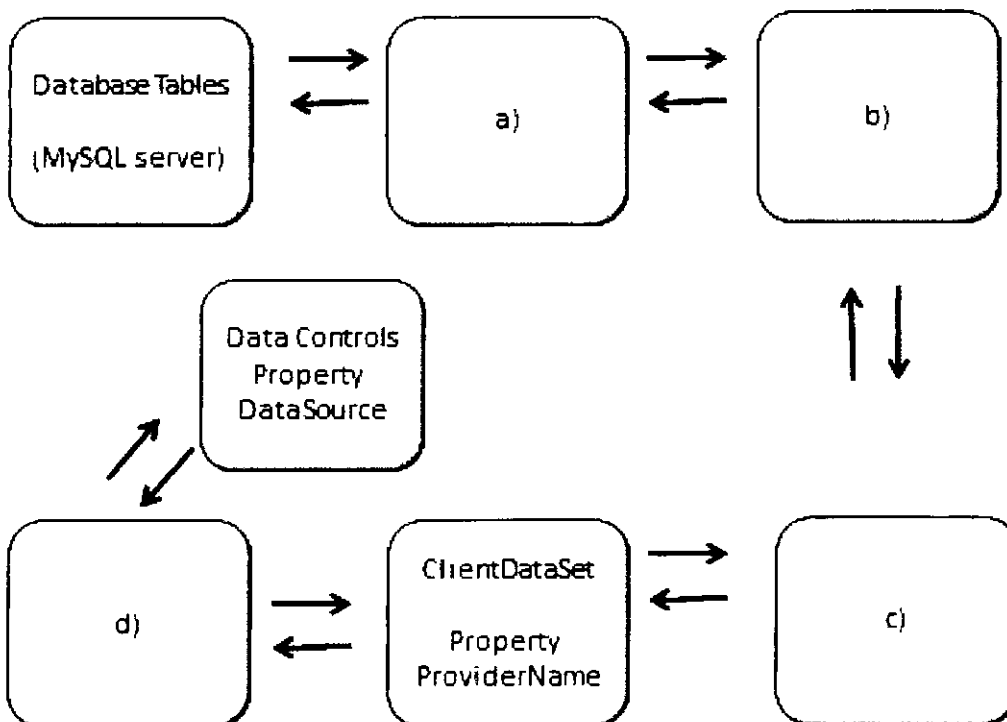 Database Tables
(MySQL server)
a)
b)
Data Controls
Property
DataSource
d)
ClientDataSet
Property
ProviderName
c)